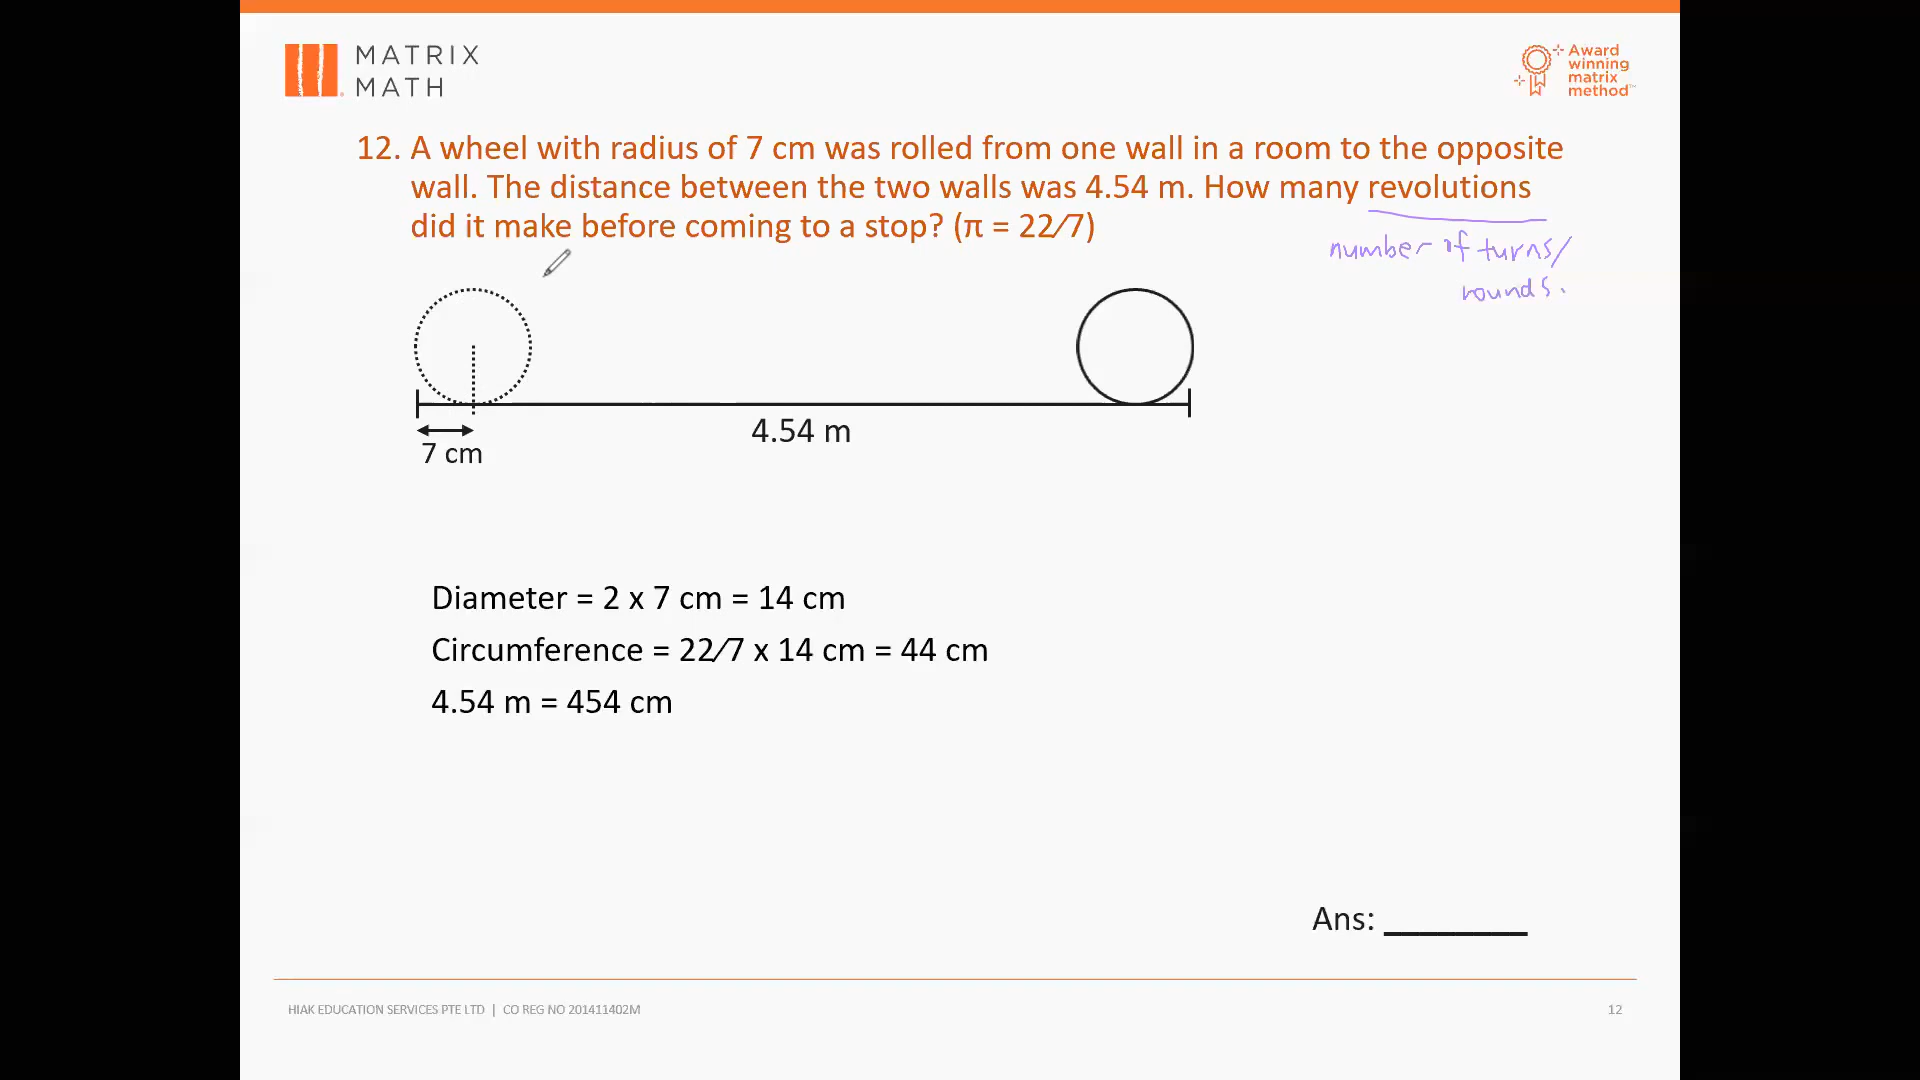 MATRIX
MATH
Award
winning
matrix
method™
12. A wheel with radius of 7 cm was rolled from one wall in a room to the opposite
wall. The distance between the two walls was 4.54 m. How many revolutions
did it make before coming to a stop? (π = 22⁄7)
number of turns/
rounds.
4.54 m
7 cm
Diameter = 2 x 7 cm = 14 cm
Circumference = 22⁄7 x 14 cm = 44 cm
4.54 m = 454 cm
Ans: ________
HIAK EDUCATION SERVICES PTE LTD | CO REG NO 201411402M
12